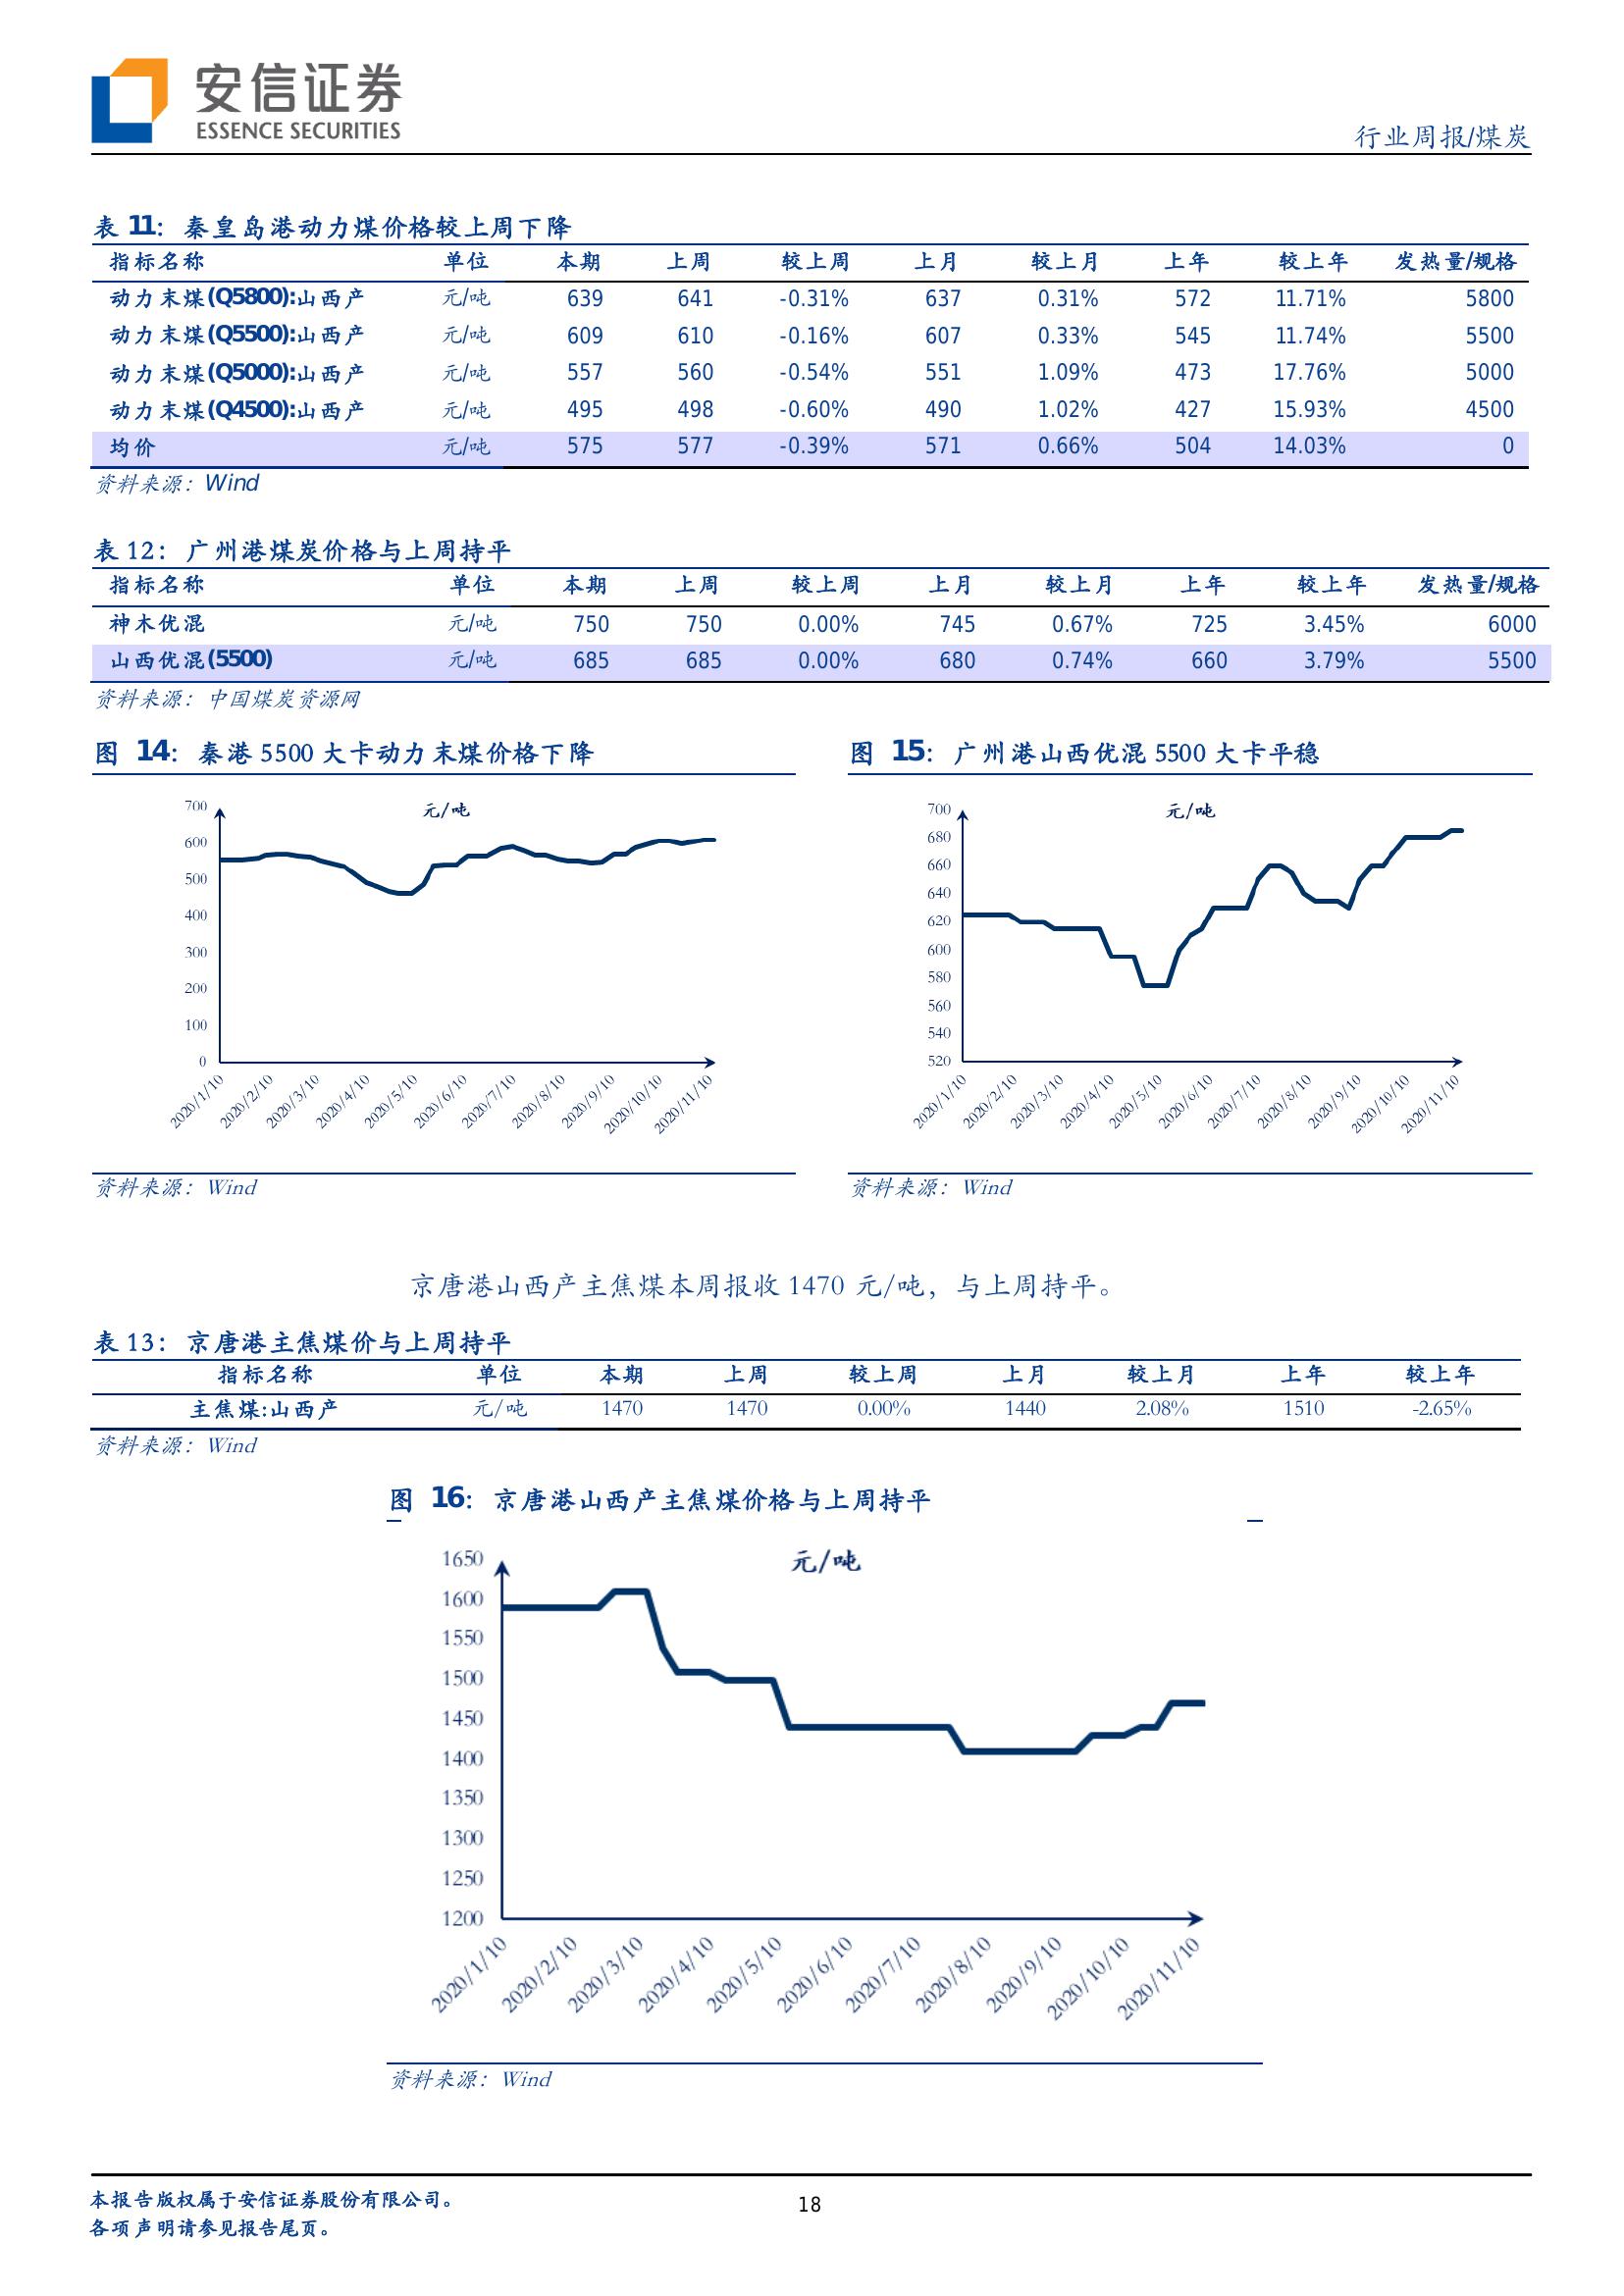 安信证券
ESSENCE SECURITIES
行业周报/煤炭
表 11: 秦皇岛港动力煤价格较上周下降
指标名称 单位 本期 上周 较上周 上月 较上月 上年 较上年 发热量/规格
动力末煤(Q5800):山西产 元/吨 639 641 -0.31% 637 0.31% 572 11.71% 5800
动力末煤(Q5500):山西产 元/吨 609 610 -0.16% 607 0.33% 545 11.74% 5500
动力末煤(Q5000):山西产 元/吨 557 560 -0.54% 551 1.09% 473 17.76% 5000
动力末煤(Q4500):山西产 元/吨 495 498 -0.60% 490 1.02% 427 15.93% 4500
均价 元/吨 575 577 -0.39% 571 0.66% 504 14.03% 0
资料来源：Wind
表 12: 广州港煤炭价格与上周持平
指标名称 单位 本期 上周 较上周 上月 较上月 上年 较上年 发热量/规格
神木优混 元/吨 750 750 0.00% 745 0.67% 725 3.45% 6000
山西优混(5500) 元/吨 685 685 0.00% 680 0.74% 660 3.79% 5500
资料来源：中国煤炭资源网
图 14: 秦港 5500 大卡动力末煤价格下降
元/吨
700
600
500
400
300
200
100
0
2020/1/10 2020/2/10 2020/3/10 2020/4/10 2020/5/10 2020/6/10 2020/7/10 2020/8/10 2020/9/10 2020/10/10 2020/11/10
资料来源：Wind
图 15: 广州港山西优混 5500 大卡平稳
元/吨
700
680
660
640
620
600
580
560
540
520
2020/1/10 2020/2/10 2020/3/10 2020/4/10 2020/5/10 2020/6/10 2020/7/10 2020/8/10 2020/9/10 2020/10/10 2020/11/10
资料来源：Wind
京唐港山西产主焦煤本周报收 1470 元/吨，与上周持平。
表 13: 京唐港主焦煤价与上周持平
指标名称 单位 本期 上周 较上周 上月 较上月 上年 较上年
主焦煤:山西产 元/吨 1470 1470 0.00% 1440 2.08% 1510 -2.65%
资料来源：Wind
图 16: 京唐港山西产主焦煤价格与上周持平
元/吨
1650
1600
1550
1500
1450
1400
1350
1300
1250
1200
2020/1/10 2020/2/10 2020/3/10 2020/4/10 2020/5/10 2020/6/10 2020/7/10 2020/8/10 2020/9/10 2020/10/10 2020/11/10
资料来源：Wind
本报告版权属于安信证券股份有限公司。
各项声明请参见报告尾页。
18